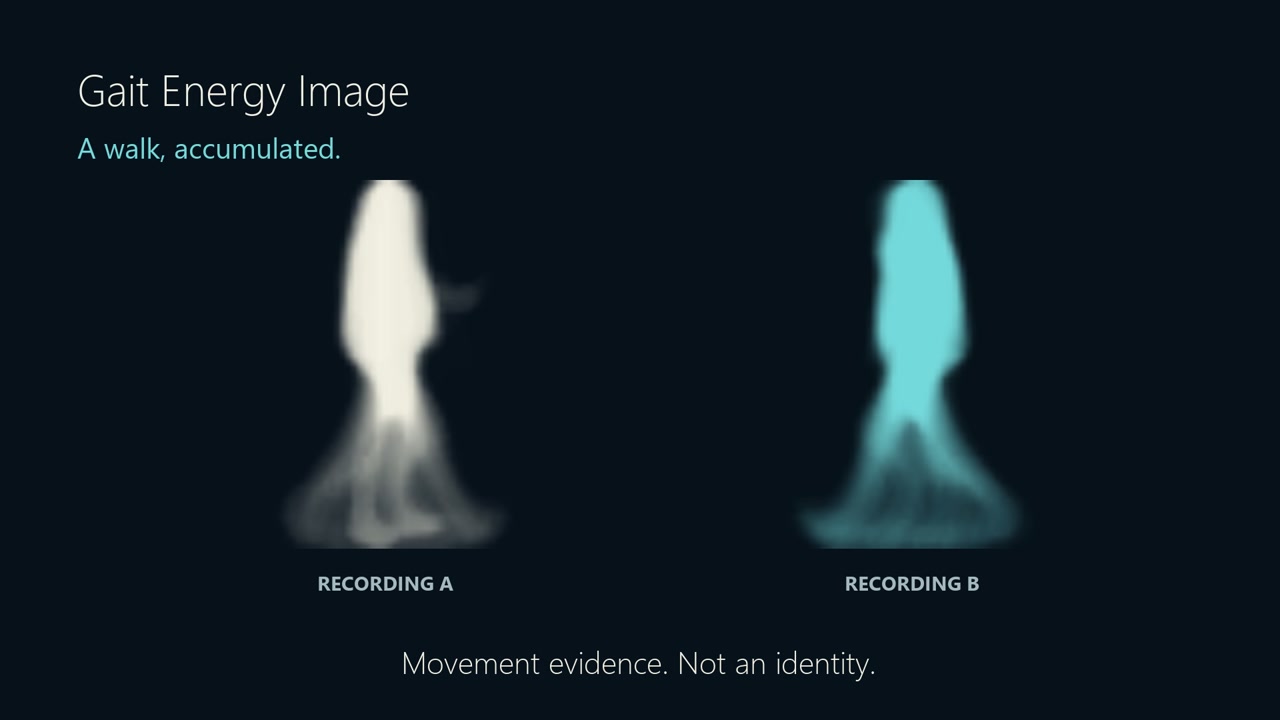 Gait Energy Image
A walk, accumulated.
RECORDING A
RECORDING B
Movement evidence. Not an identity.